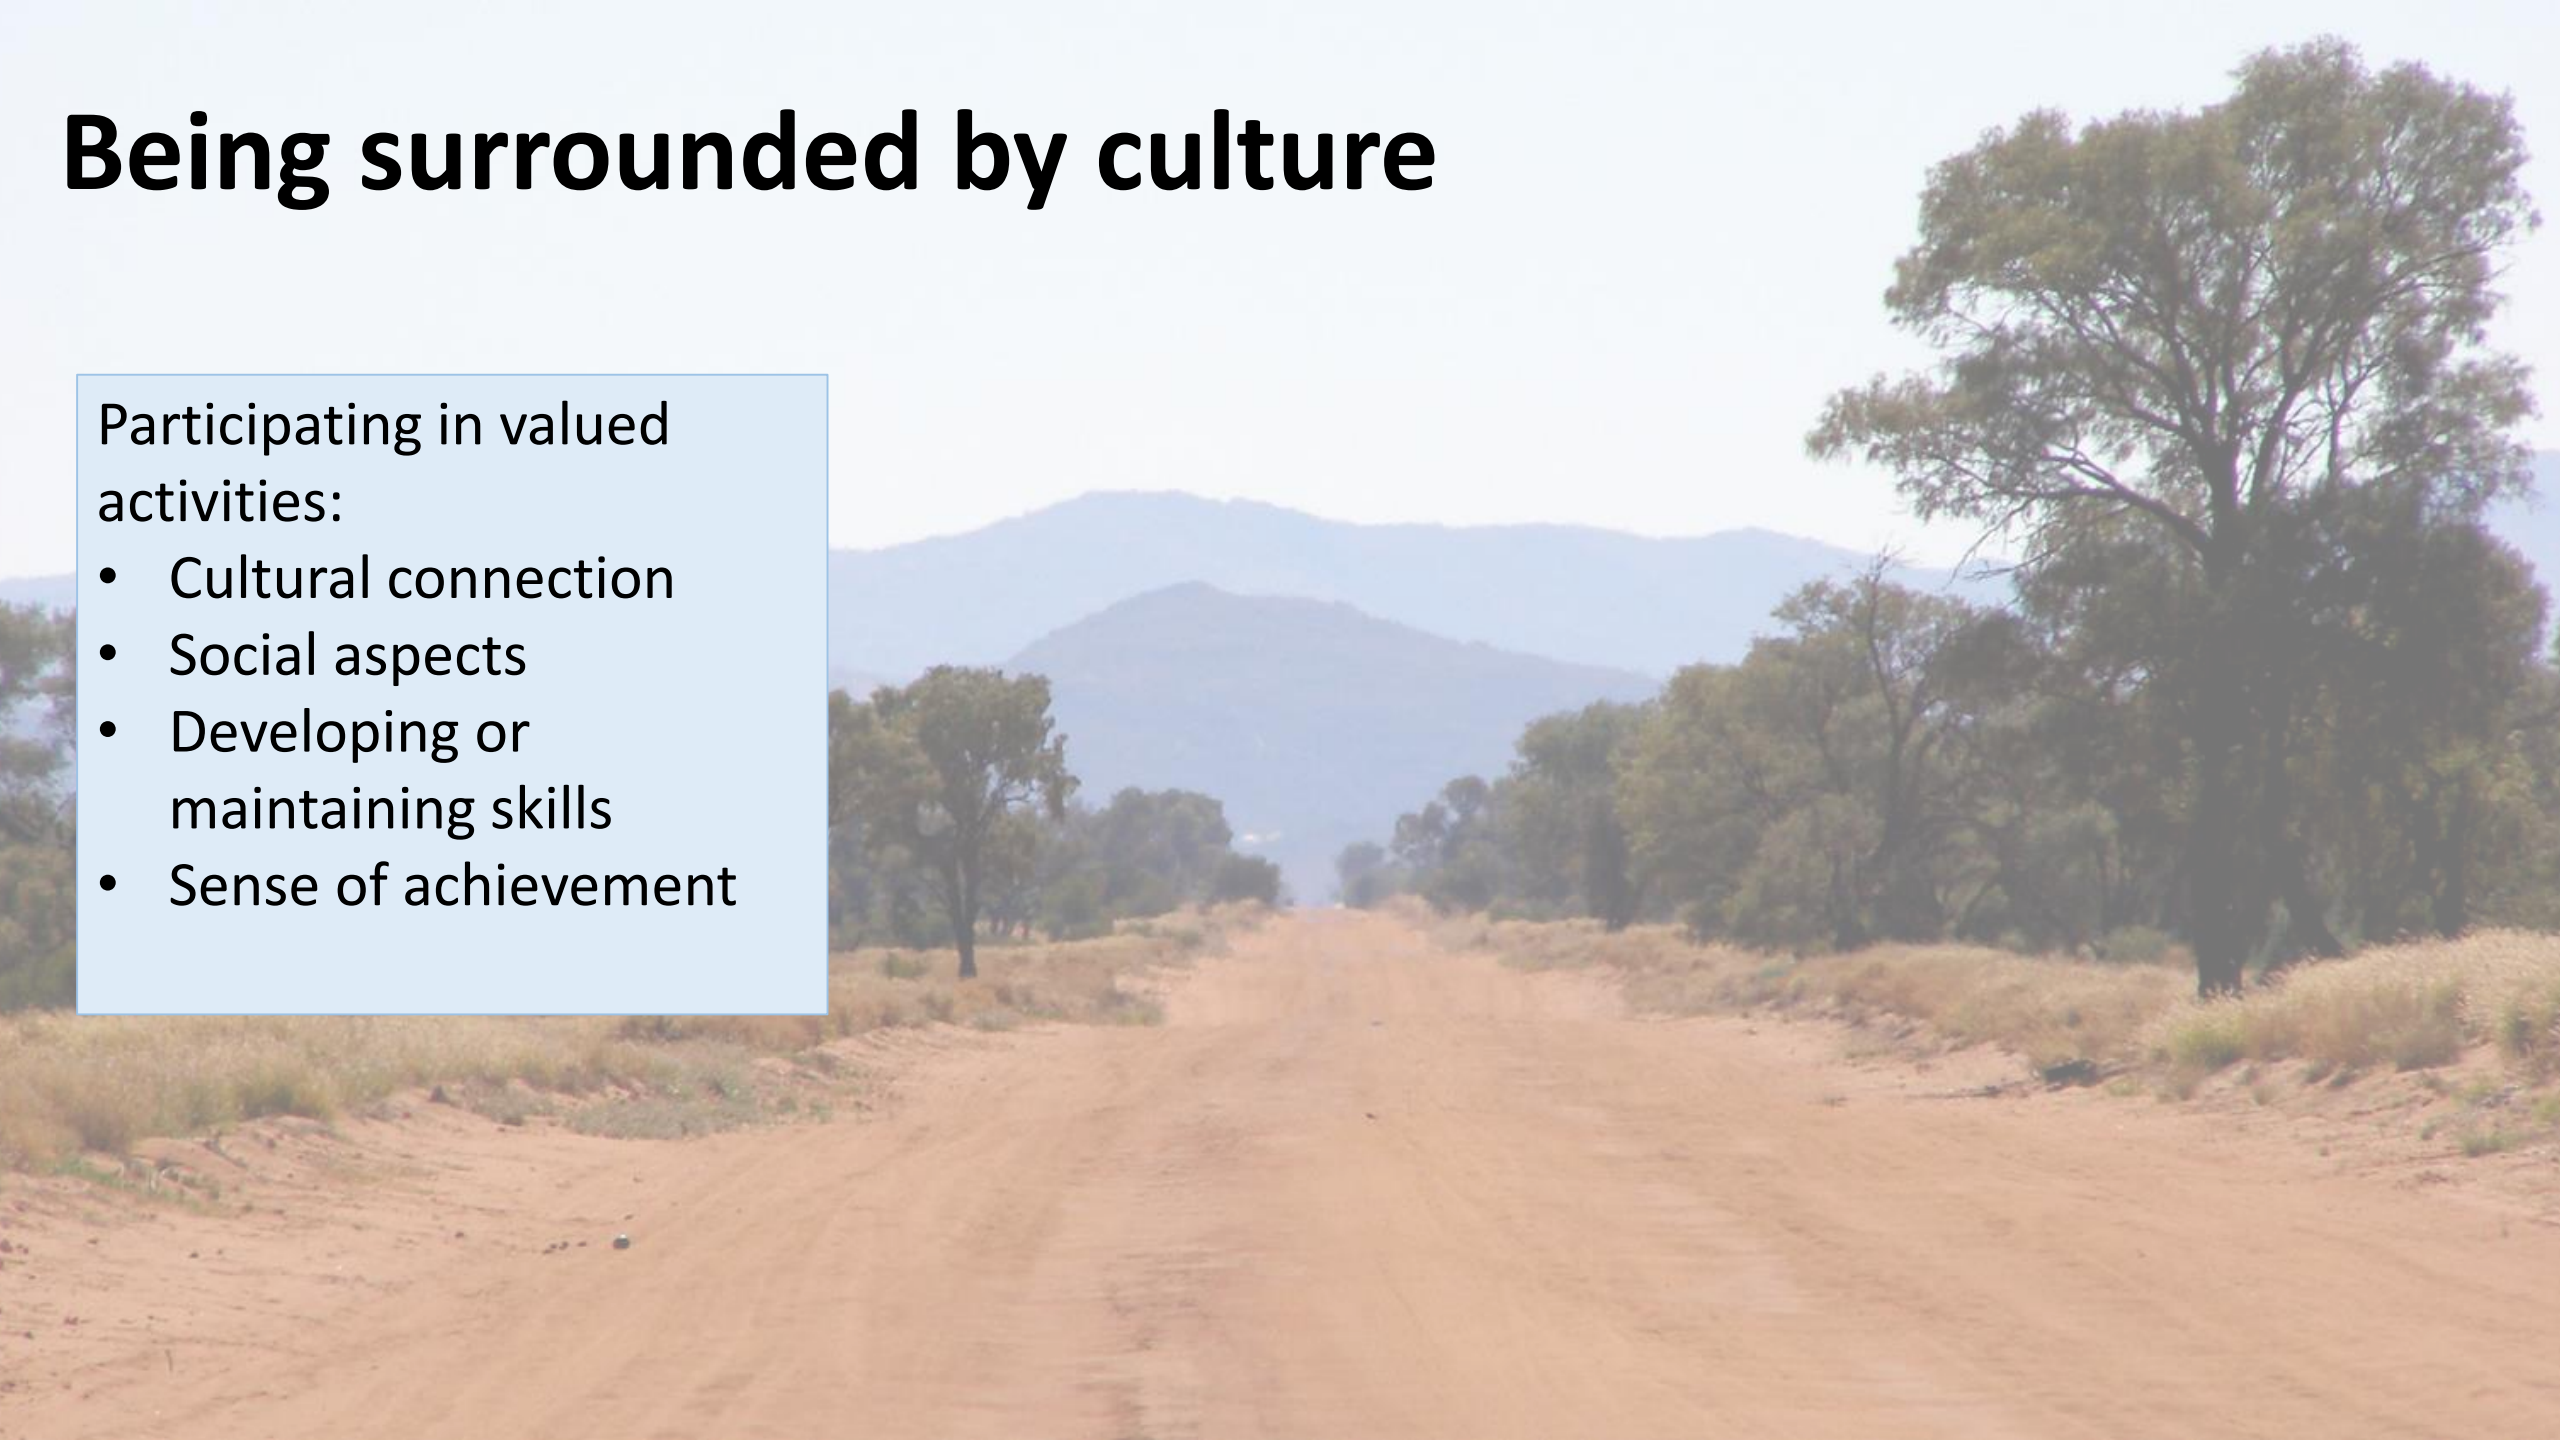 Being surrounded by culture
Participating in valued
activities:
• Cultural connection
• Social aspects
• Developing or
maintaining skills
• Sense of achievement